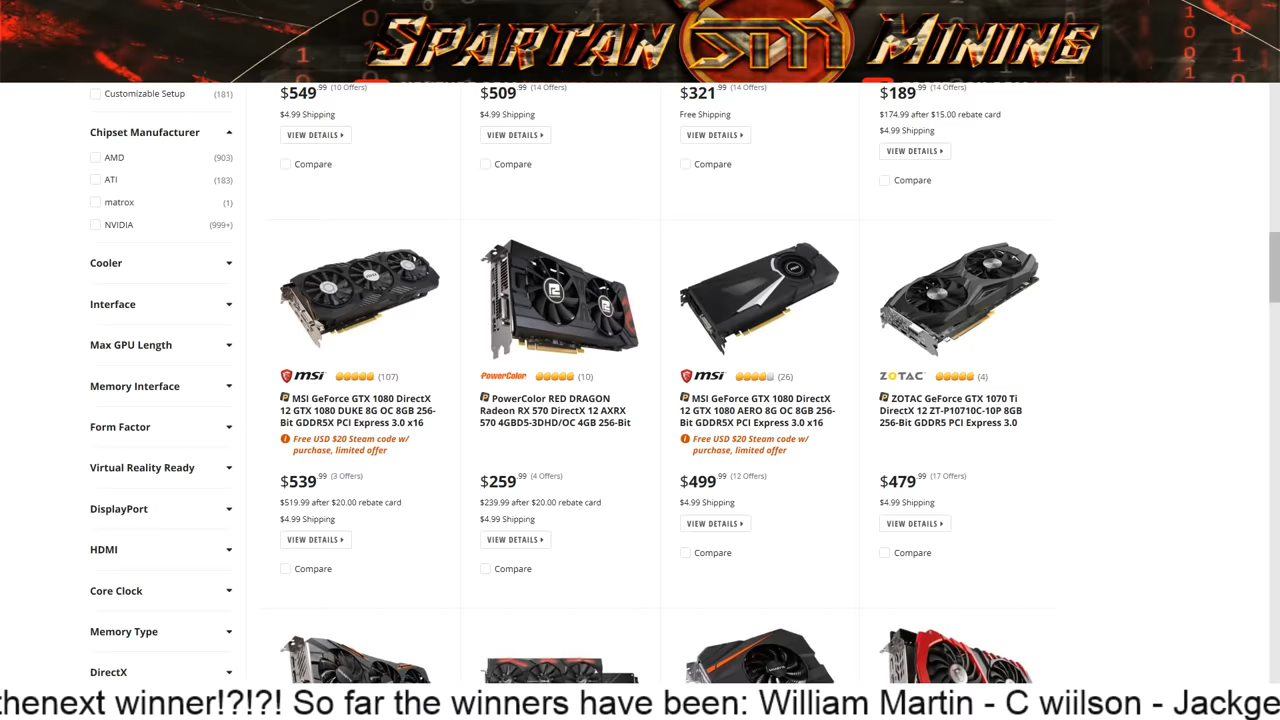 SPARTAN SM MINING
Customizable Setup (181)
Chipset Manufacturer
AMD (903)
ATI (183)
matrox (1)
NVIDIA (999+)
Cooler
Interface
Max GPU Length
Memory Interface
Form Factor
Virtual Reality Ready
DisplayPort
HDMI
Core Clock
Memory Type
DirectX
$549.99 (10 Offers)
$4.99 Shipping
VIEW DETAILS
Compare
$509.99 (14 Offers)
$4.99 Shipping
VIEW DETAILS
Compare
$321.99 (14 Offers)
Free Shipping
VIEW DETAILS
Compare
$189.99 (14 Offers)
$174.99 after $15.00 rebate card
$4.99 Shipping
VIEW DETAILS
Compare
msi (107)
MSI GeForce GTX 1080 DirectX
12 GTX 1080 DUKE 8G OC 8GB 256-
Bit GDDR5X PCI Express 3.0 x16
Free USD $20 Steam code w/
purchase, limited offer
$539.99 (3 Offers)
$519.99 after $20.00 rebate card
$4.99 Shipping
VIEW DETAILS
Compare
PowerColor (10)
PowerColor RED DRAGON
Radeon RX 570 DirectX 12 AXRX
570 4GBD5-3DHD/OC 4GB 256-Bit
$259.99 (4 Offers)
$239.99 after $20.00 rebate card
$4.99 Shipping
VIEW DETAILS
Compare
msi (26)
MSI GeForce GTX 1080 DirectX
12 GTX 1080 AERO 8G OC 8GB 256-
Bit GDDR5X PCI Express 3.0 x16
Free USD $20 Steam code w/
purchase, limited offer
$499.99 (12 Offers)
$4.99 Shipping
VIEW DETAILS
Compare
ZOTAC (4)
ZOTAC GeForce GTX 1070 Ti
DirectX 12 ZT-P10710C-10P 8GB
256-Bit GDDR5 PCI Express 3.0
$479.99 (17 Offers)
$4.99 Shipping
VIEW DETAILS
Compare
thenext winner!?!?! So far the winners have been: William Martin - C wiilson - Jackge